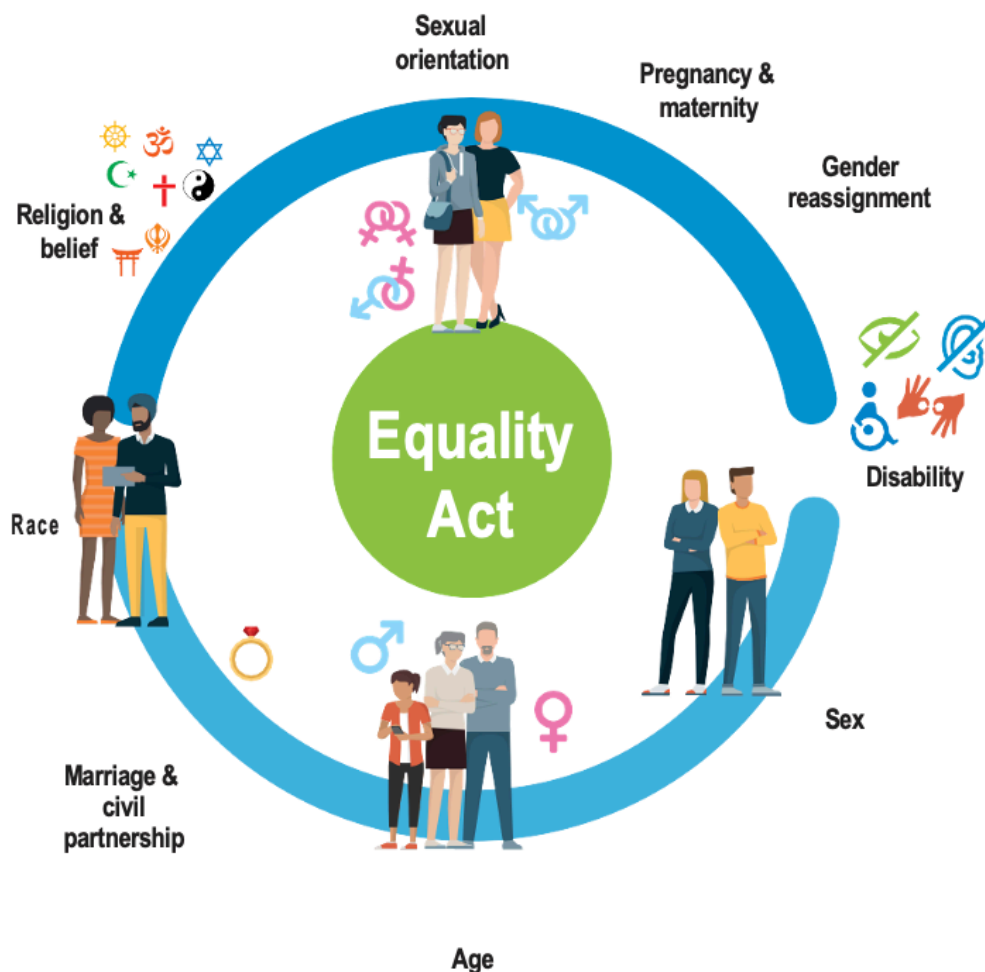 Sexual
orientation
Pregnancy &
maternity
Gender
reassignment
Religion &
belief
Equality
Act
Disability
Race
Sex
Marriage &
civil
partnership
Age